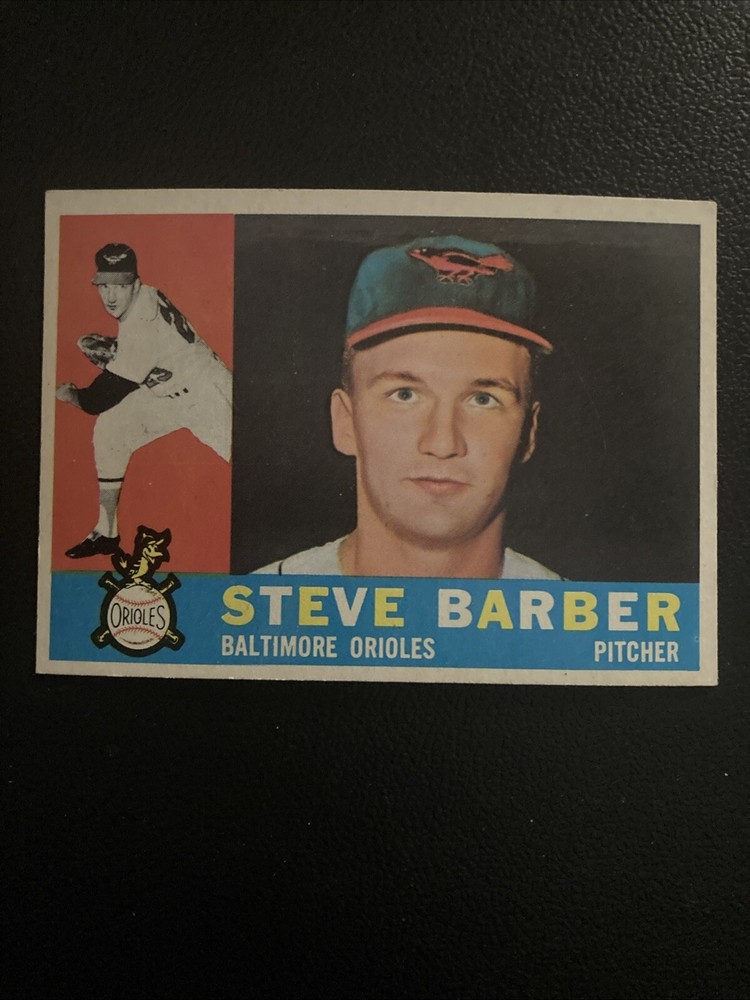 ORIOLES
STEVE BARBER
BALTIMORE ORIOLES PITCHER